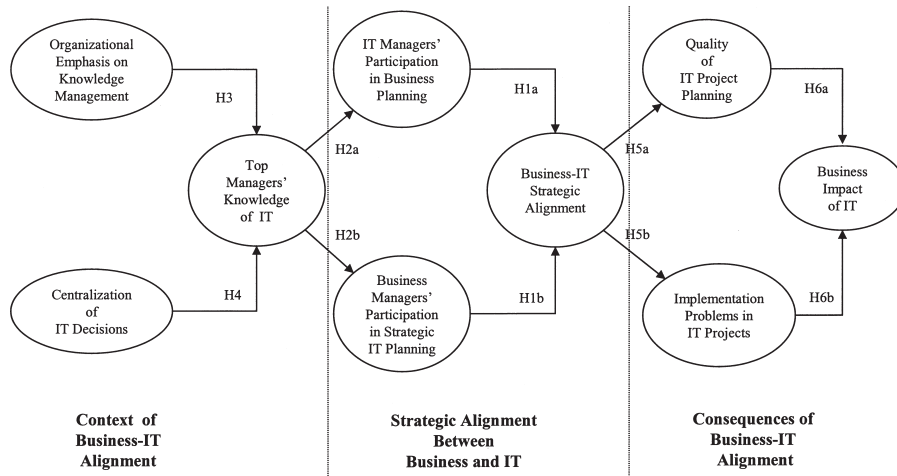 Organizational
Emphasis on
Knowledge
Management
H3
Top
Managers'
Knowledge
of IT
Centralization
of
IT Decisions
H4
IT Managers'
Participation
in Business
Planning
H1a
H2a
H2b
Business-IT
Strategic
Alignment
Business
Managers'
Participation
in Strategic
IT Planning
H1b
Quality
of
IT Project
Planning
H6a
H5a
H5b
Business
Impact
of IT
Implementation
Problems in
IT Projects
H6b
Context of
Business-IT
Alignment
Strategic Alignment
Between
Business and IT
Consequences of
Business-IT
Alignment